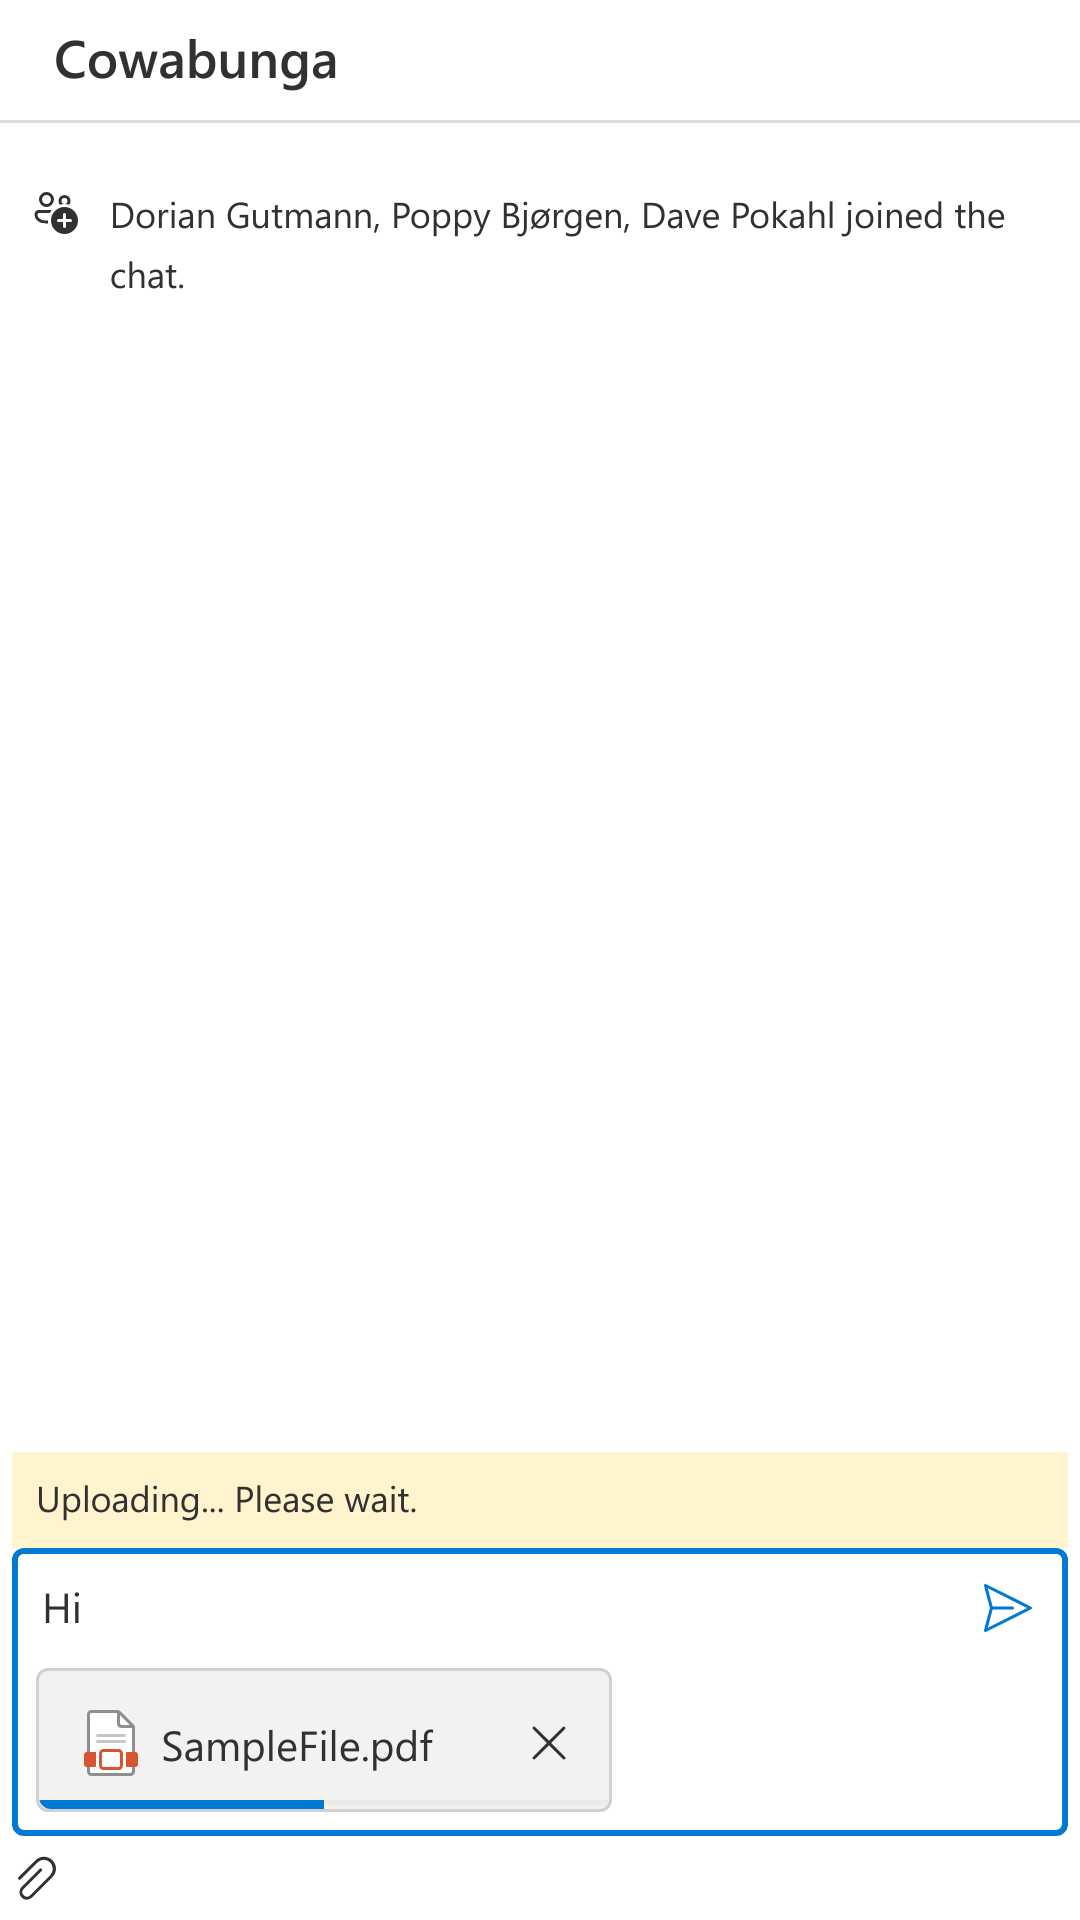 Cowabunga
Dorian Gutmann, Poppy Bjørgen, Dave Pokahl joined the
chat.
Uploading... Please wait.
Hi
SampleFile.pdf